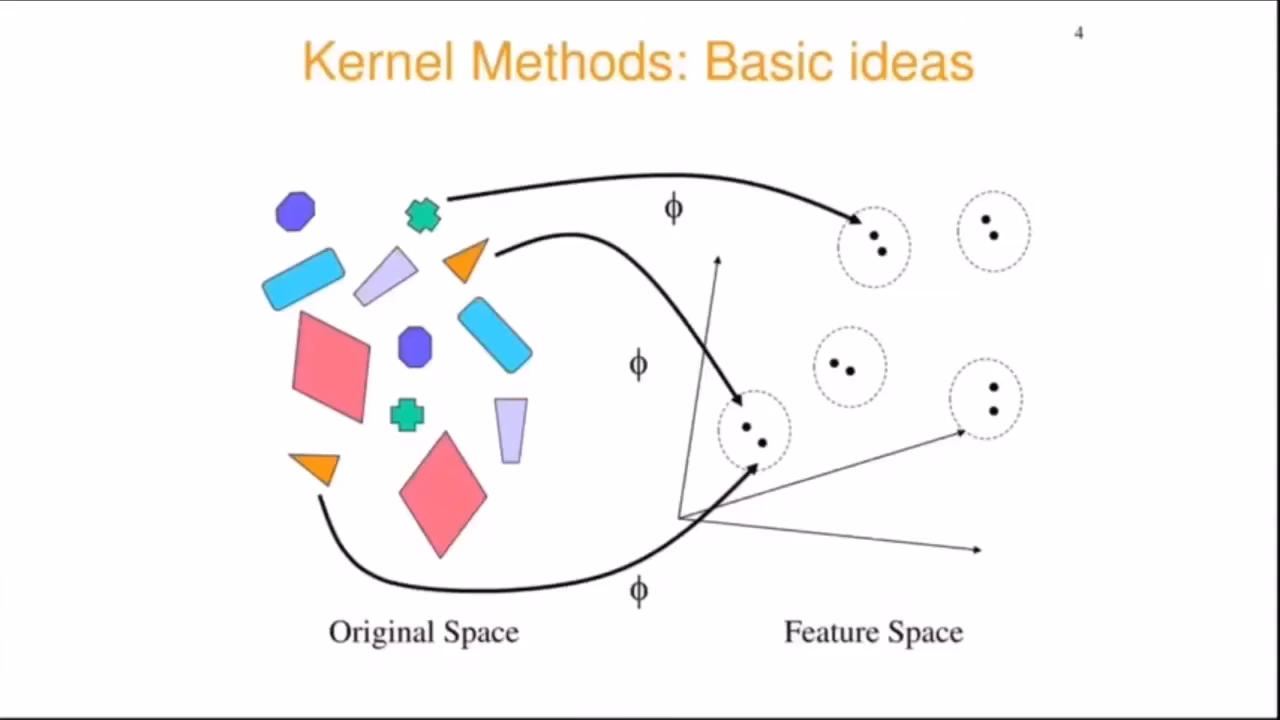 4
Kernel Methods: Basic ideas
ϕ
ϕ
ϕ
Original Space
Feature Space